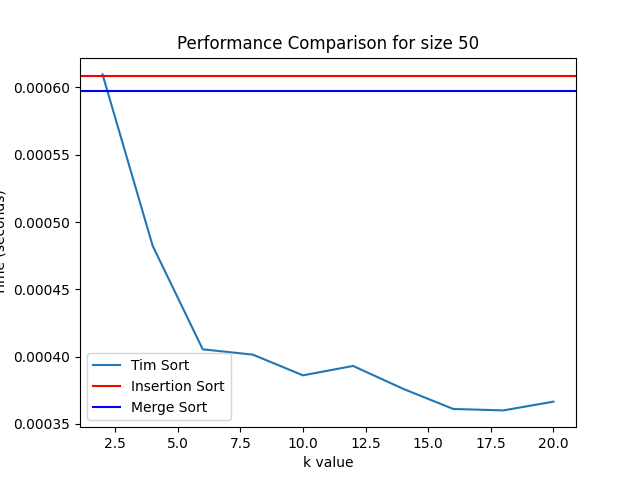 Performance Comparison for size 50
0.00060
0.00055
0.00050
0.00045
0.00040
0.00035
(seconds)
Tim Sort
Insertion Sort
Merge Sort
2.5 5.0 7.5 10.0 12.5 15.0 17.5 20.0
k value